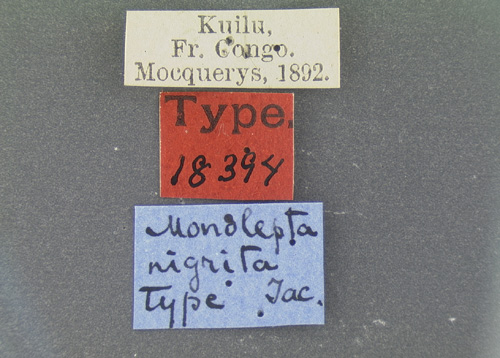 Kuilu,
Fr. Congo.
Mocquerys, 1892.
Type.
18394
Monolepta
nigrita
Type Jac.